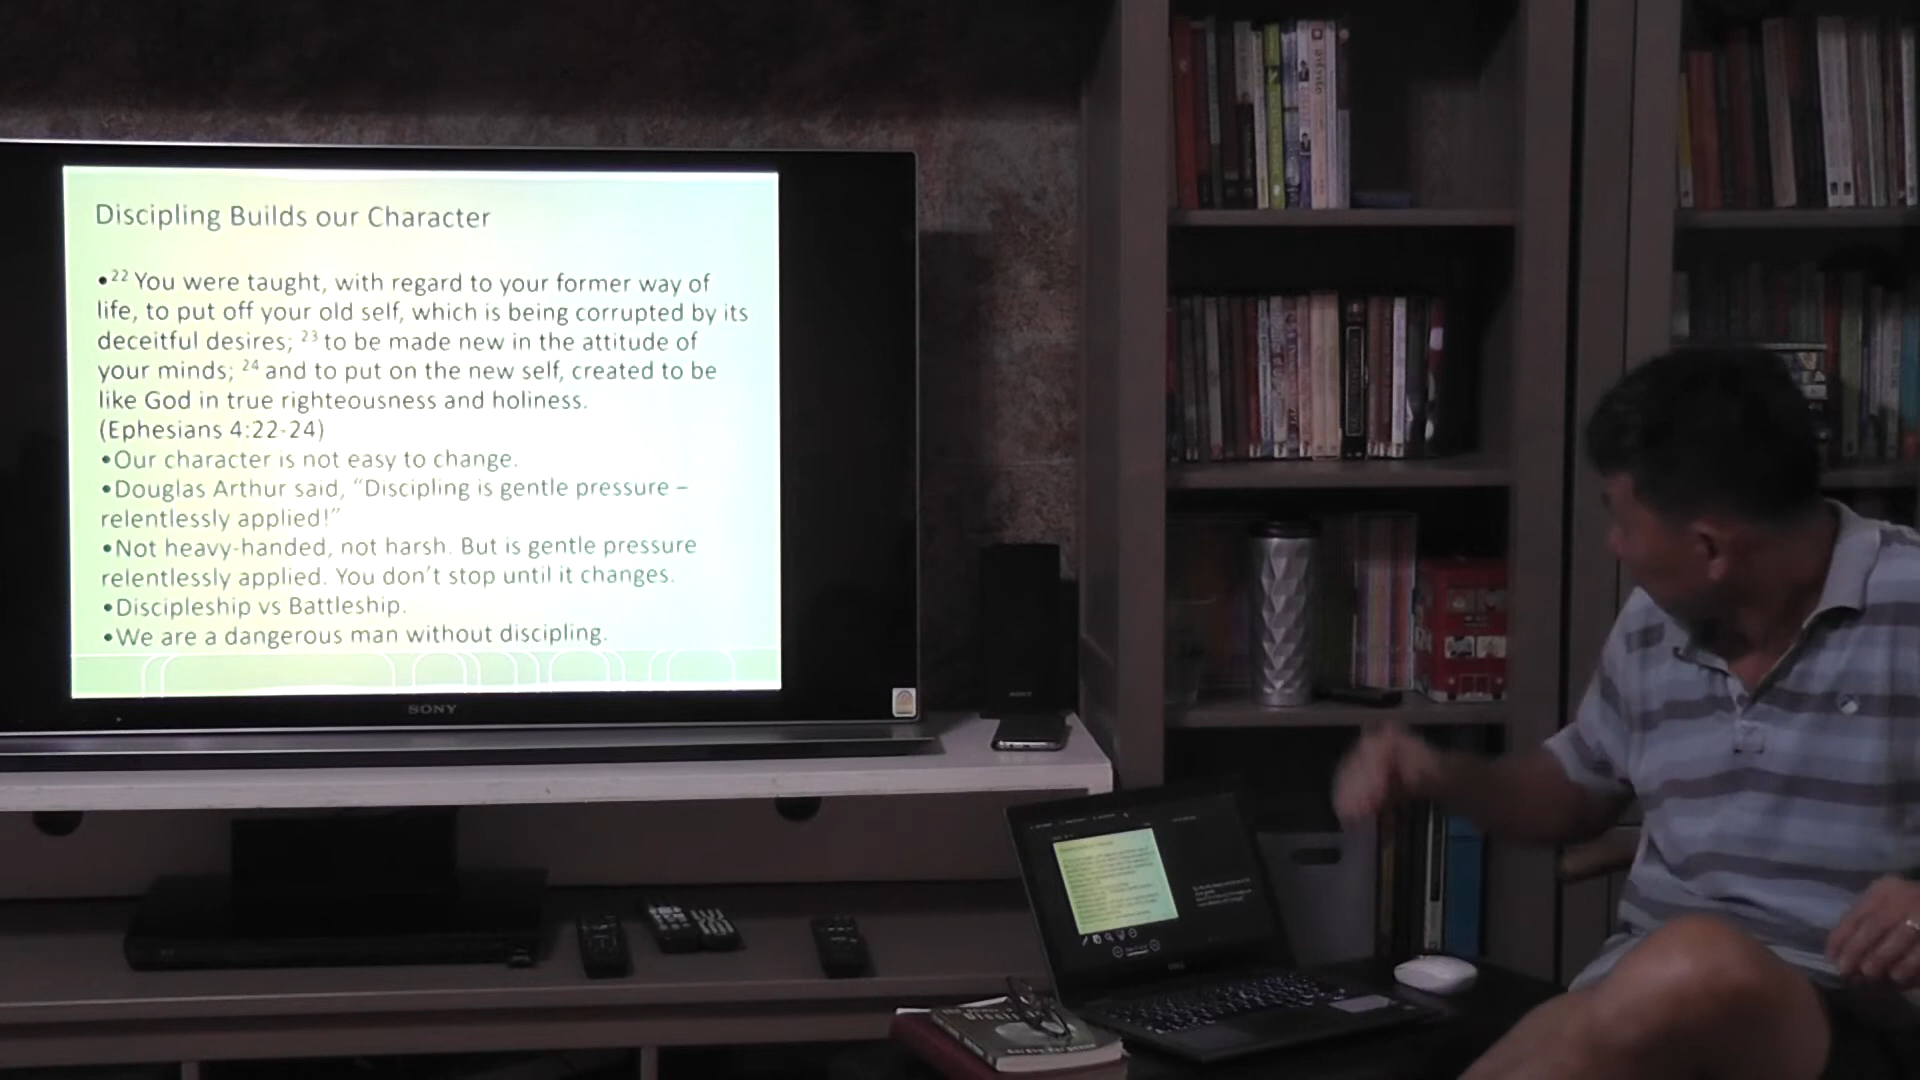 Discipling Builds our Character
•22 You were taught, with regard to your former way of
life, to put off your old self, which is being corrupted by its
deceitful desires; 23 to be made new in the attitude of
your minds; 24 and to put on the new self, created to be
like God in true righteousness and holiness.
(Ephesians 4:22-24)
•Our character is not easy to change.
•Douglas Arthur said, “Discipling is gentle pressure –
relentlessly applied!”
•Not heavy-handed, not harsh. But is gentle pressure
relentlessly applied. You don’t stop until it changes.
•Discipleship vs Battleship.
•We are a dangerous man without discipling.
SONY
SONY
DELL